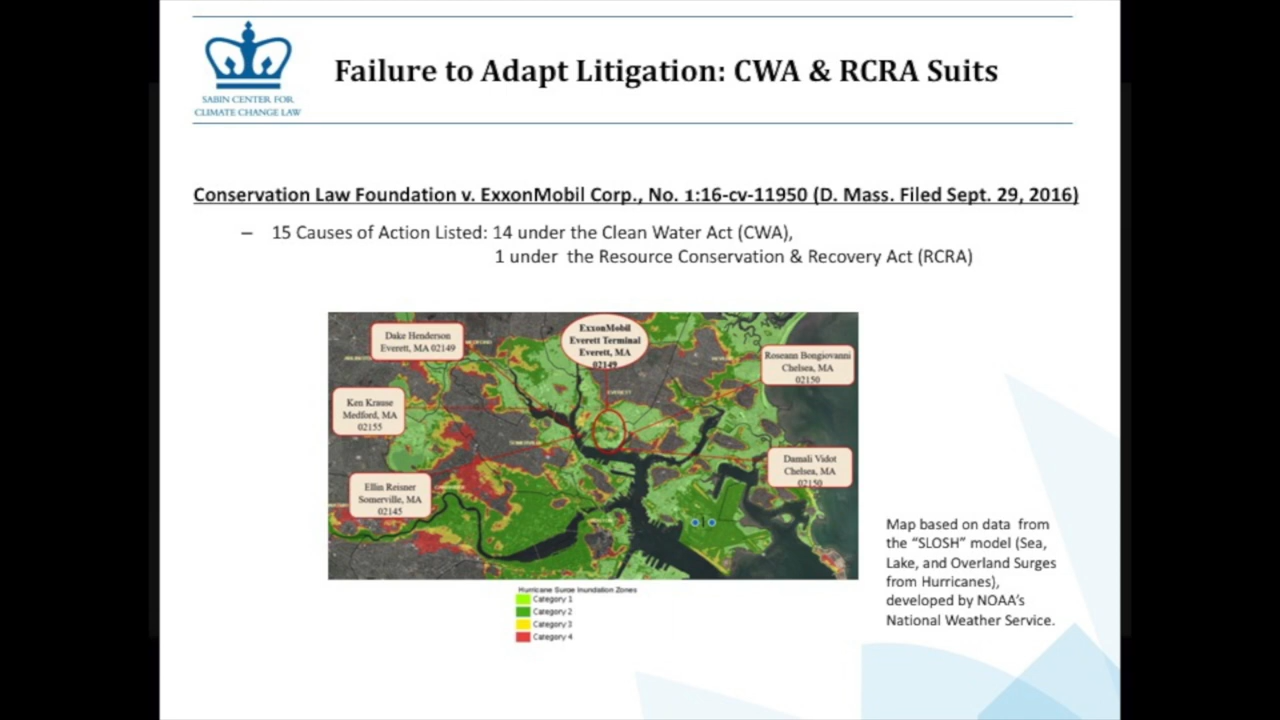 SABIN CENTER FOR
CLIMATE CHANGE LAW
Failure to Adapt Litigation: CWA & RCRA Suits
Conservation Law Foundation v. ExxonMobil Corp., No. 1:16-cv-11950 (D. Mass. Filed Sept. 29, 2016)
– 15 Causes of Action Listed: 14 under the Clean Water Act (CWA),
1 under the Resource Conservation & Recovery Act (RCRA)
Dake Henderson
Everett, MA 02149
ExxonMobil
Everett Terminal
Everett, MA
02149
Roseann Bongiovanni
Chelsea, MA
02150
Ken Krause
Medford, MA
02155
Damali Vidot
Chelsea, MA
02150
Ellin Reisner
Somerville, MA
02145
Hurricane Surge Inundation Zones
Category 1
Category 2
Category 3
Category 4
Map based on data from
the “SLOSH” model (Sea,
Lake, and Overland Surges
from Hurricanes),
developed by NOAA’s
National Weather Service.